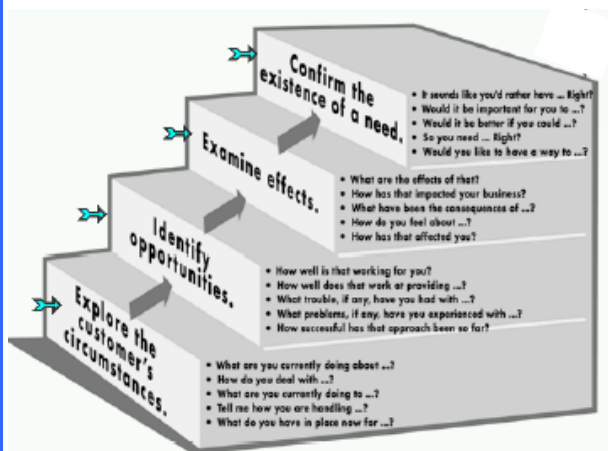 Confirm the
existence of a need.
• It sounds like you'd rather have ... Right?
• Would it be important for you to ...?
• Would it be better if you could ...?
• So you need ... Right?
• Would you like to have a way to ...?
Examine effects.
• What are the effects of that?
• How has that impacted your business?
• What have been the consequences of ...?
• How do you feel about ...?
• How has that affected you?
Identify
opportunities.
• How well is that working for you?
• How well does that work at providing ...?
• What trouble, if any, have you had with ...?
• What problems, if any, have you experienced with ...?
• How successful has that approach been so far?
Explore the
customer's
circumstances.
• What are you currently doing about ...?
• How do you deal with ...?
• What are you currently doing to ...?
• Tell me how you are handling ...?
• What do you have in place now for ...?